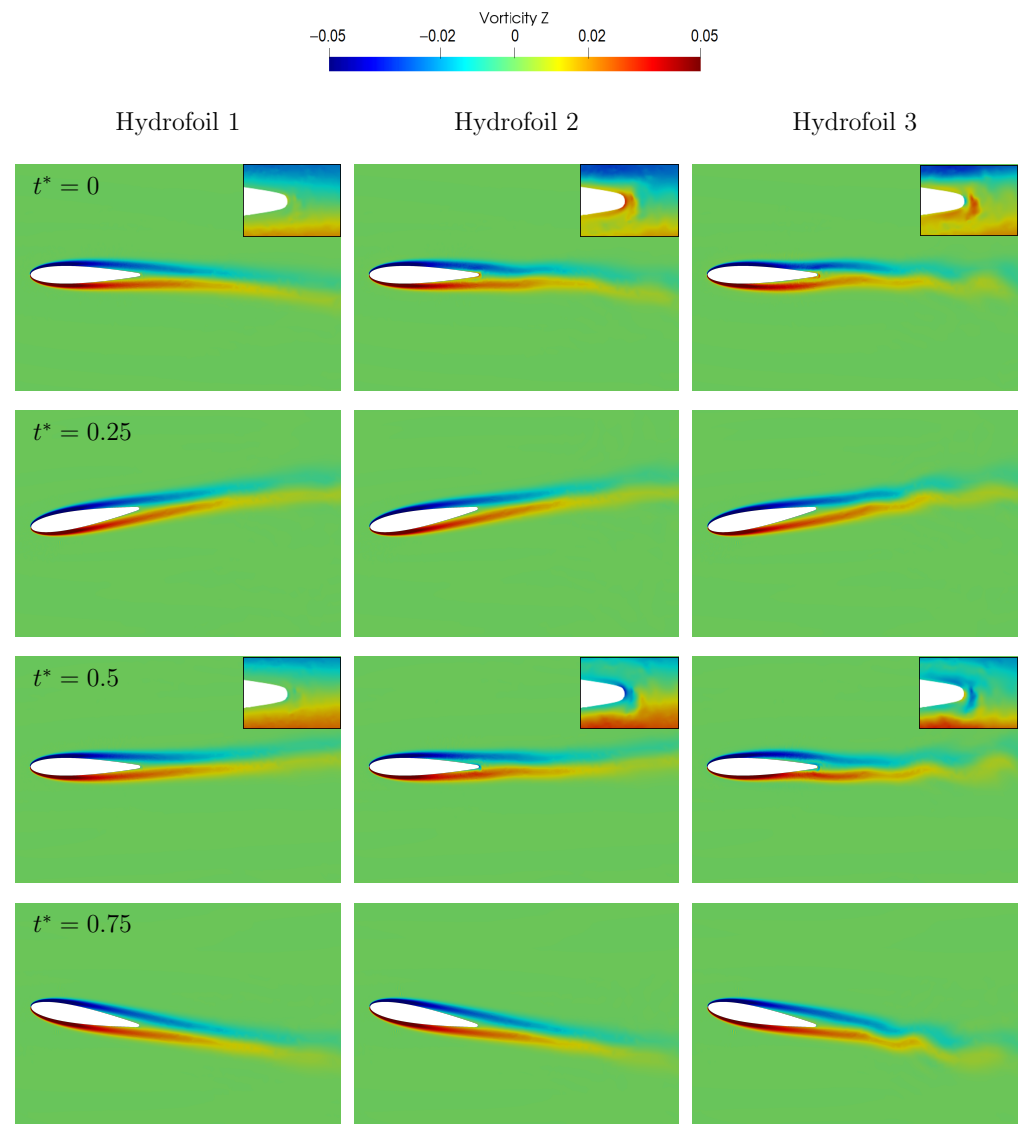 Vorticity Z
−0.05 −0.02 0 0.02 0.05
Hydrofoil 1 Hydrofoil 2 Hydrofoil 3
t* = 0
t* = 0.25
t* = 0.5
t* = 0.75